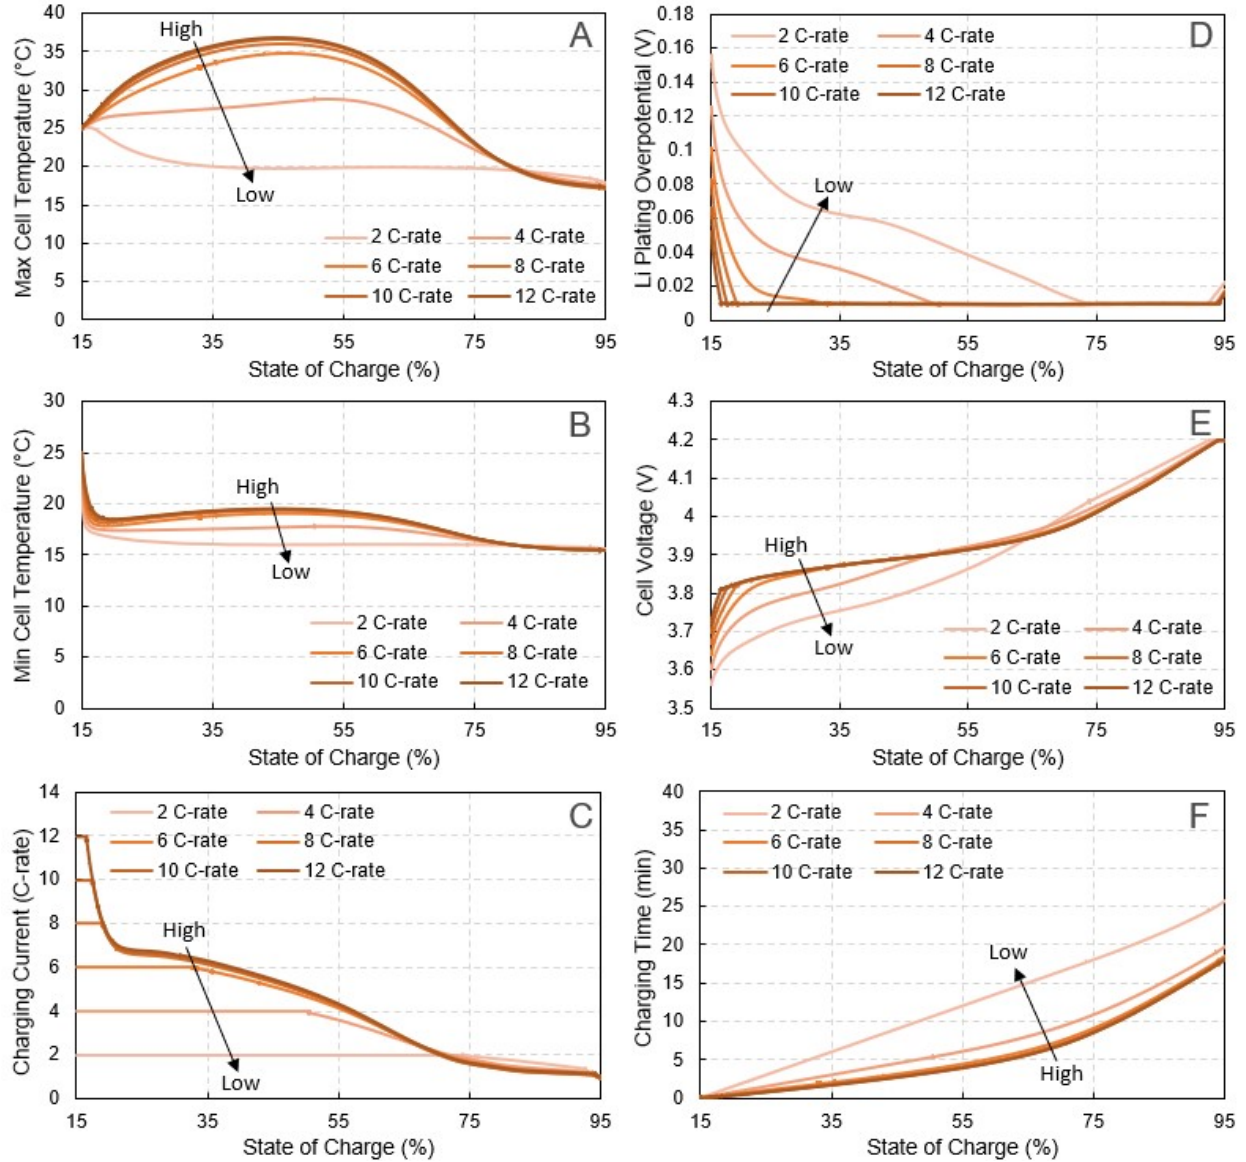 A
High
Low
Max Cell Temperature (°C)
40
35
30
25
20
15
10
5
0
2 C-rate 4 C-rate
6 C-rate 8 C-rate
10 C-rate 12 C-rate
15 35 55 75 95
State of Charge (%)
D
2 C-rate 4 C-rate
6 C-rate 8 C-rate
10 C-rate 12 C-rate
Low
Li Plating Overpotential (V)
0.18
0.16
0.14
0.12
0.1
0.08
0.06
0.04
0.02
0
15 35 55 75 95
State of Charge (%)
B
High
Low
Min Cell Temperature (°C)
30
25
20
15
10
5
0
2 C-rate 4 C-rate
6 C-rate 8 C-rate
10 C-rate 12 C-rate
15 35 55 75 95
State of Charge (%)
E
High
Low
Cell Voltage (V)
4.3
4.2
4.1
4
3.9
3.8
3.7
3.6
3.5
2 C-rate 4 C-rate
6 C-rate 8 C-rate
10 C-rate 12 C-rate
15 35 55 75 95
State of Charge (%)
C
2 C-rate 4 C-rate
6 C-rate 8 C-rate
10 C-rate 12 C-rate
High
Low
Charging Current (C-rate)
14
12
10
8
6
4
2
0
15 35 55 75 95
State of Charge (%)
F
2 C-rate 4 C-rate
6 C-rate 8 C-rate
10 C-rate 12 C-rate
Low
High
Charging Time (min)
40
35
30
25
20
15
10
5
0
15 35 55 75 95
State of Charge (%)